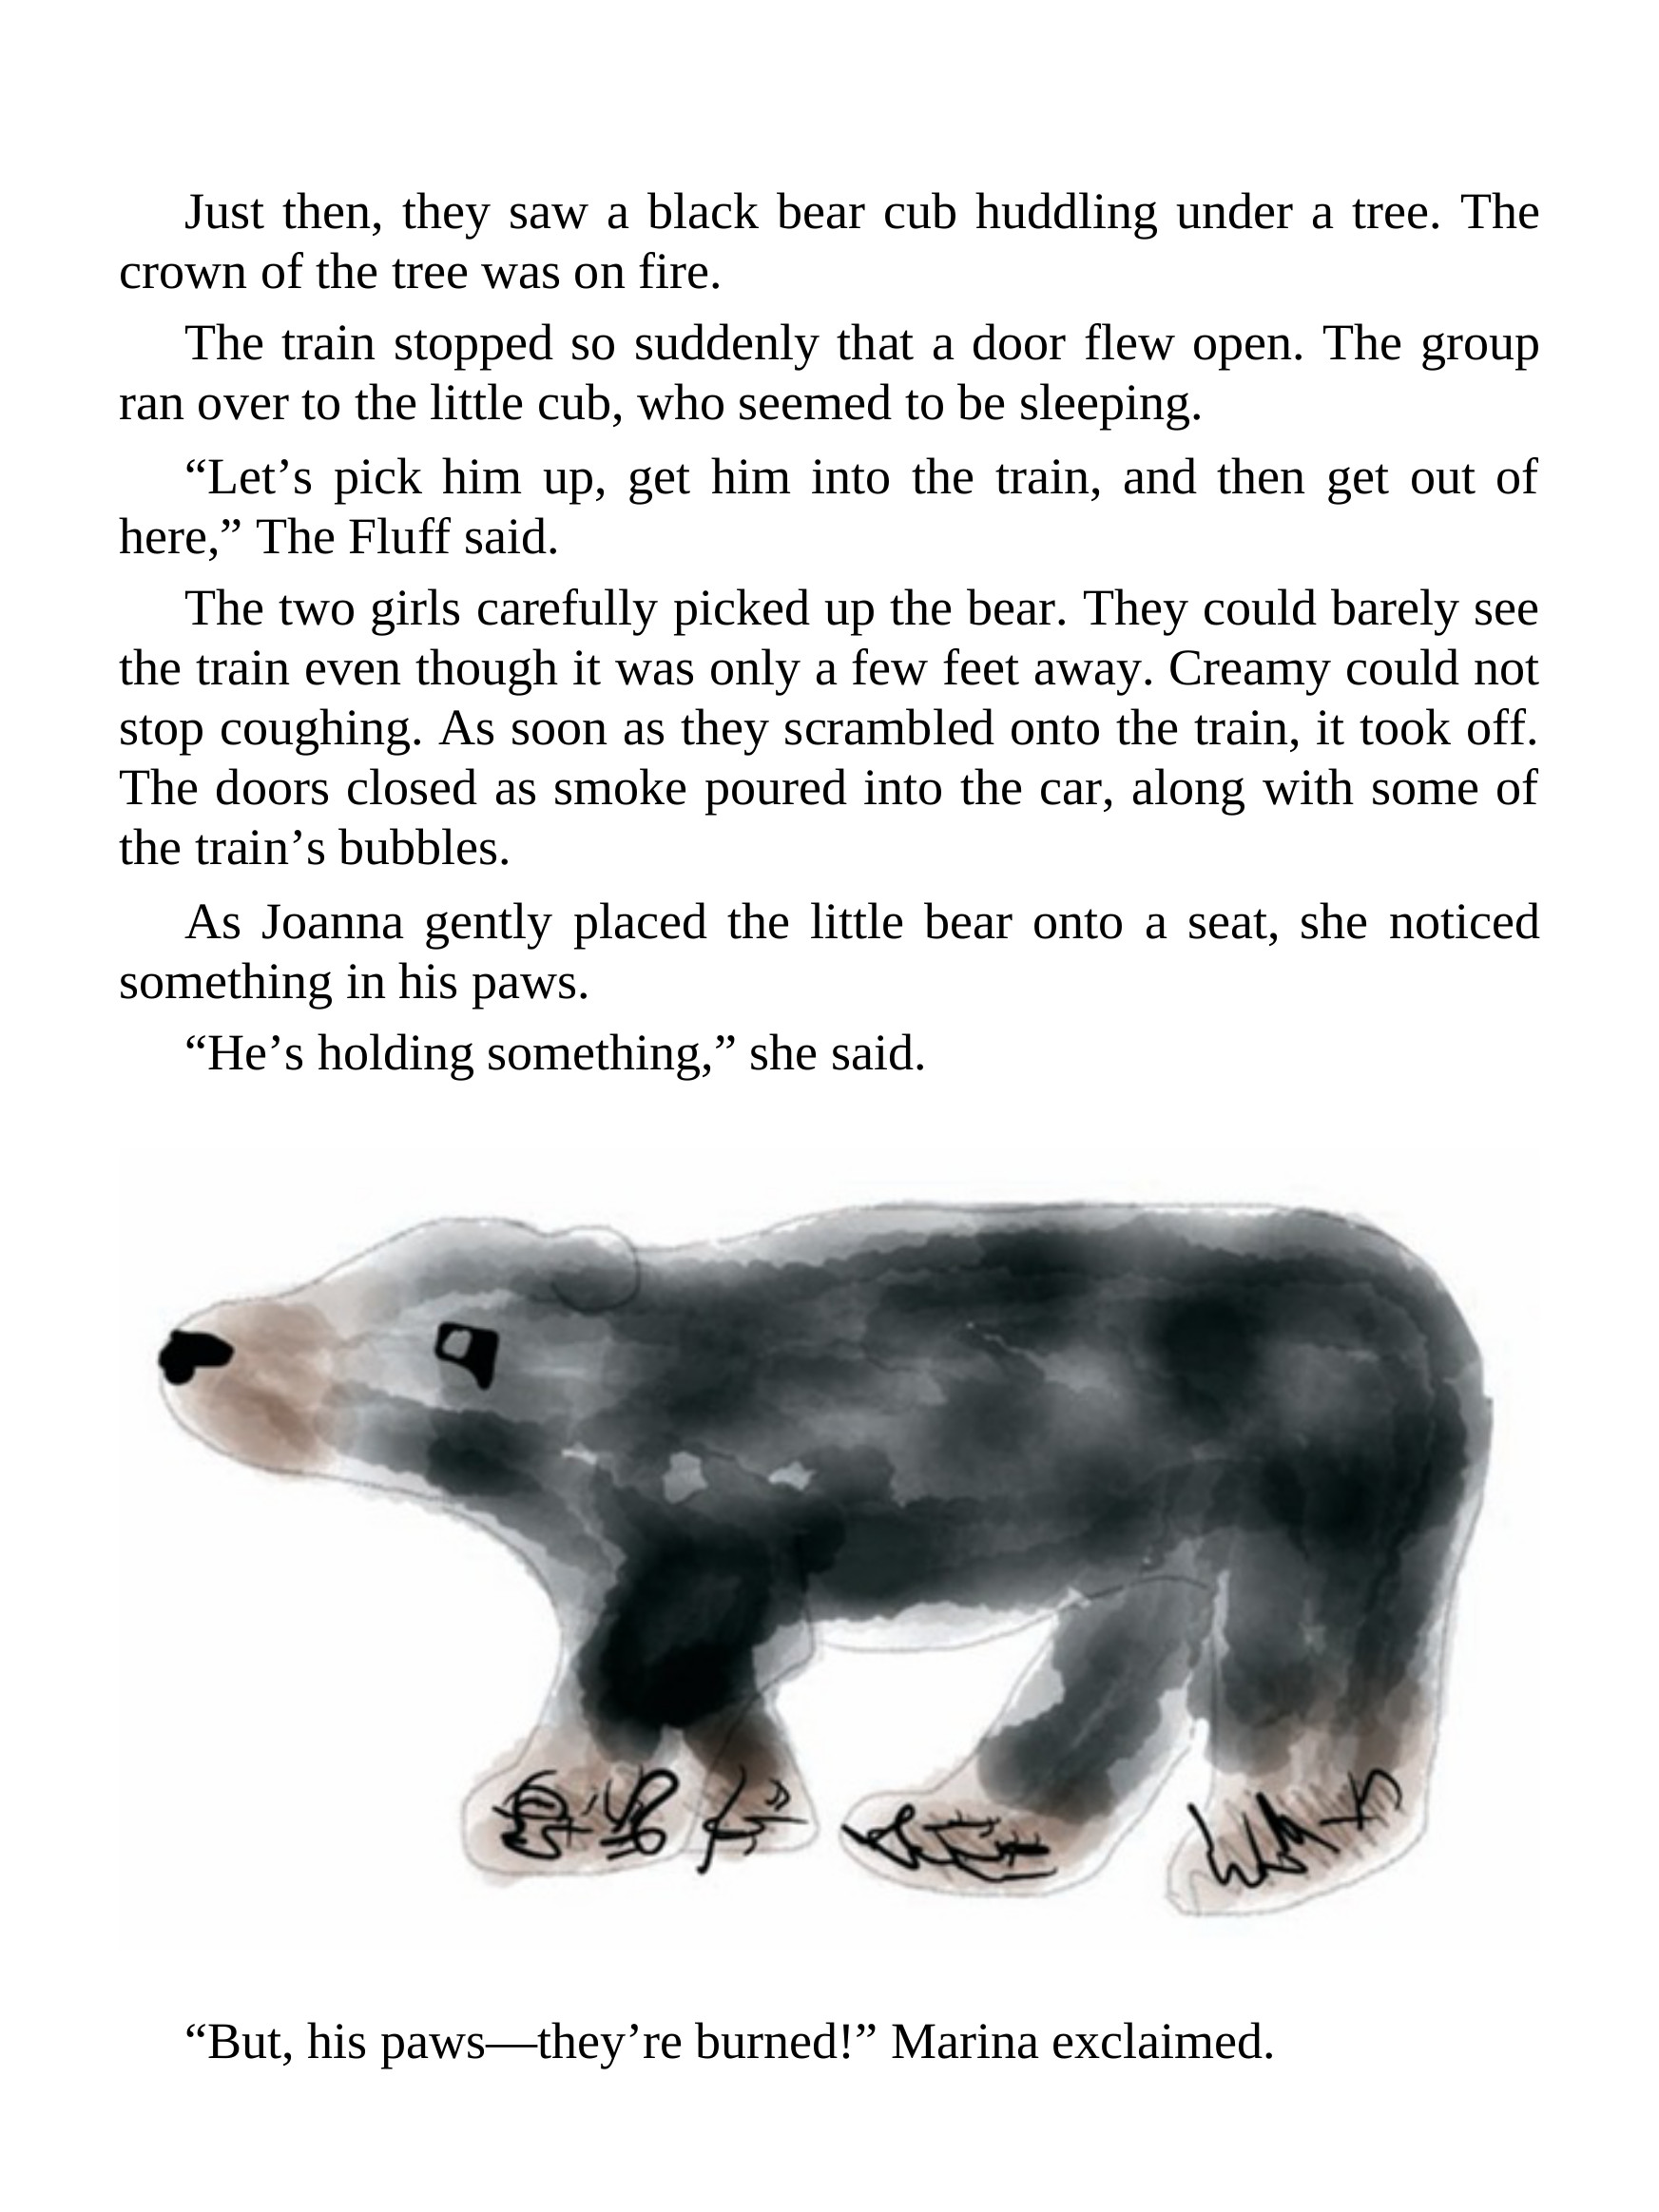 Just then, they saw a black bear cub huddling under a tree. The
crown of the tree was on fire.
The train stopped so suddenly that a door flew open. The group
ran over to the little cub, who seemed to be sleeping.
“Let’s pick him up, get him into the train, and then get out of
here,” The Fluff said.
The two girls carefully picked up the bear. They could barely see
the train even though it was only a few feet away. Creamy could not
stop coughing. As soon as they scrambled onto the train, it took off.
The doors closed as smoke poured into the car, along with some of
the train’s bubbles.
As Joanna gently placed the little bear onto a seat, she noticed
something in his paws.
“He’s holding something,” she said.
“But, his paws—they’re burned!” Marina exclaimed.